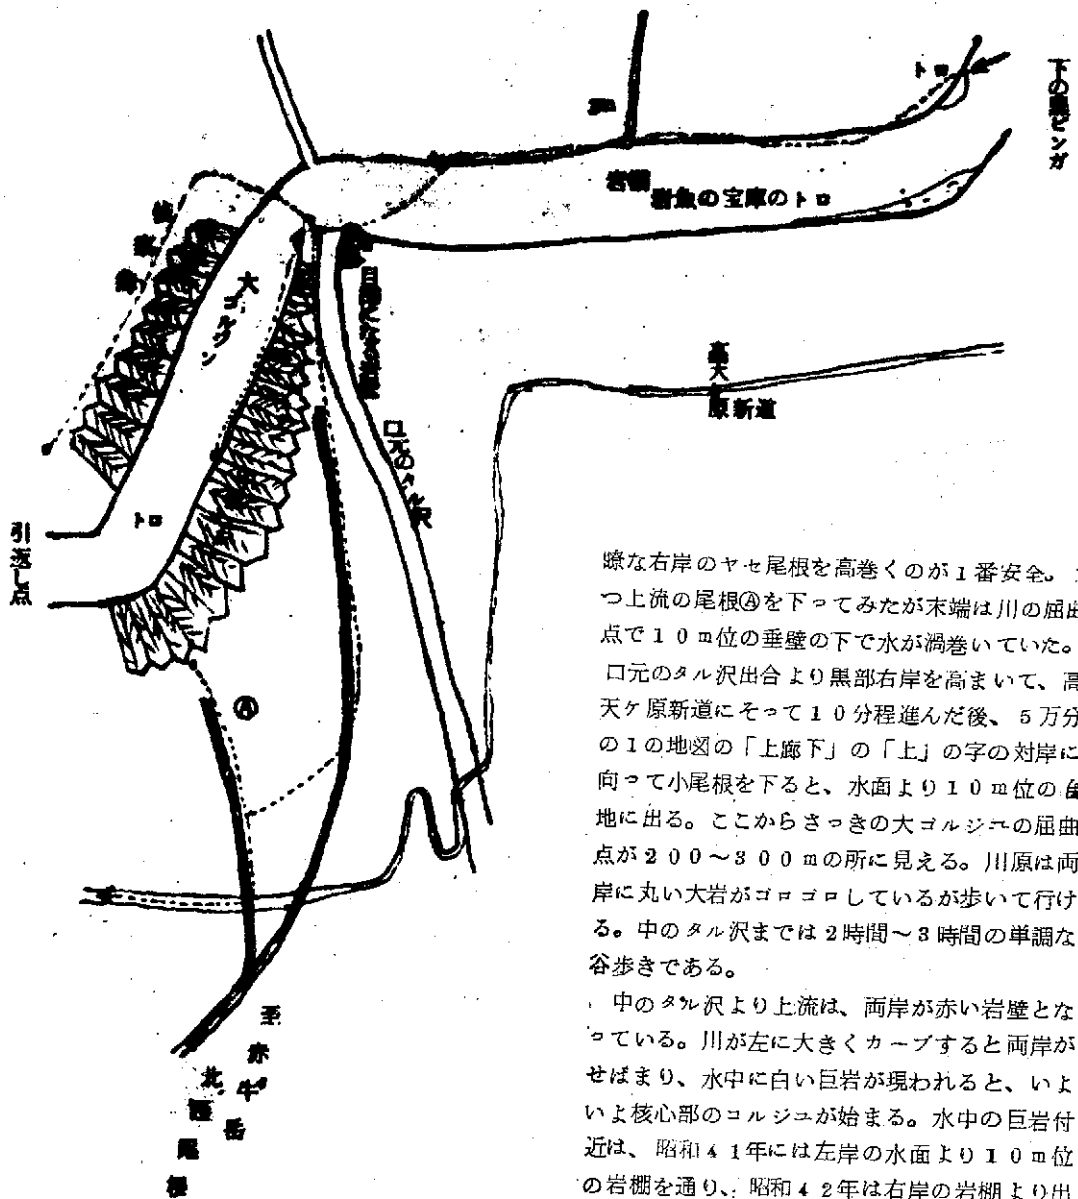 下の黒ビンガ
トロ
岩棚
岩魚の宝庫のトロ
大ゴルジン
口元のタル沢
高天ヶ原新道
トロ
引返し点
Ⓐ
至赤牛岳
北西尾根
瞭な右岸のヤセ尾根を高巻くのが1番安全。1
つ上流の尾根Ⓐを下ってみたが末端は川の屈曲
点で10m位の垂壁の下で水が渦巻いていた。
口元のタル沢出合より黒部右岸を高まいて、高
天ケ原新道にそって10分程進んだ後、5万分
の1の地図の「上廊下」の「上」の字の対岸に
向って小尾根を下ると、水面より10m位の台
地に出る。ここからさっきの大ゴルジュの屈曲
点が200～300mの所に見える。川原は両
岸に丸い大岩がゴロゴロしているが歩いて行け
る。中のタル沢までは2時間～3時間の単調な
谷歩きである。
中のタル沢より上流は、両岸が赤い岩壁とな
っている。川が左に大きくカーブすると両岸が
せばまり、水中に白い巨岩が現われると、いよ
いよ核心部のゴルジュが始まる。水中の巨岩付
近は、昭和41年には左岸の水面より10m位
の岩棚を通り、昭和42年は右岸の岩棚より出